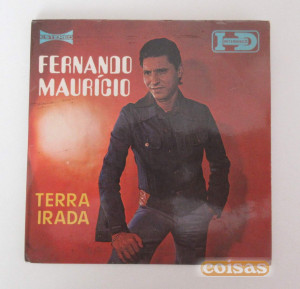 FERNANDO
MAURÍCIO
TERRA
IRADA
coisas